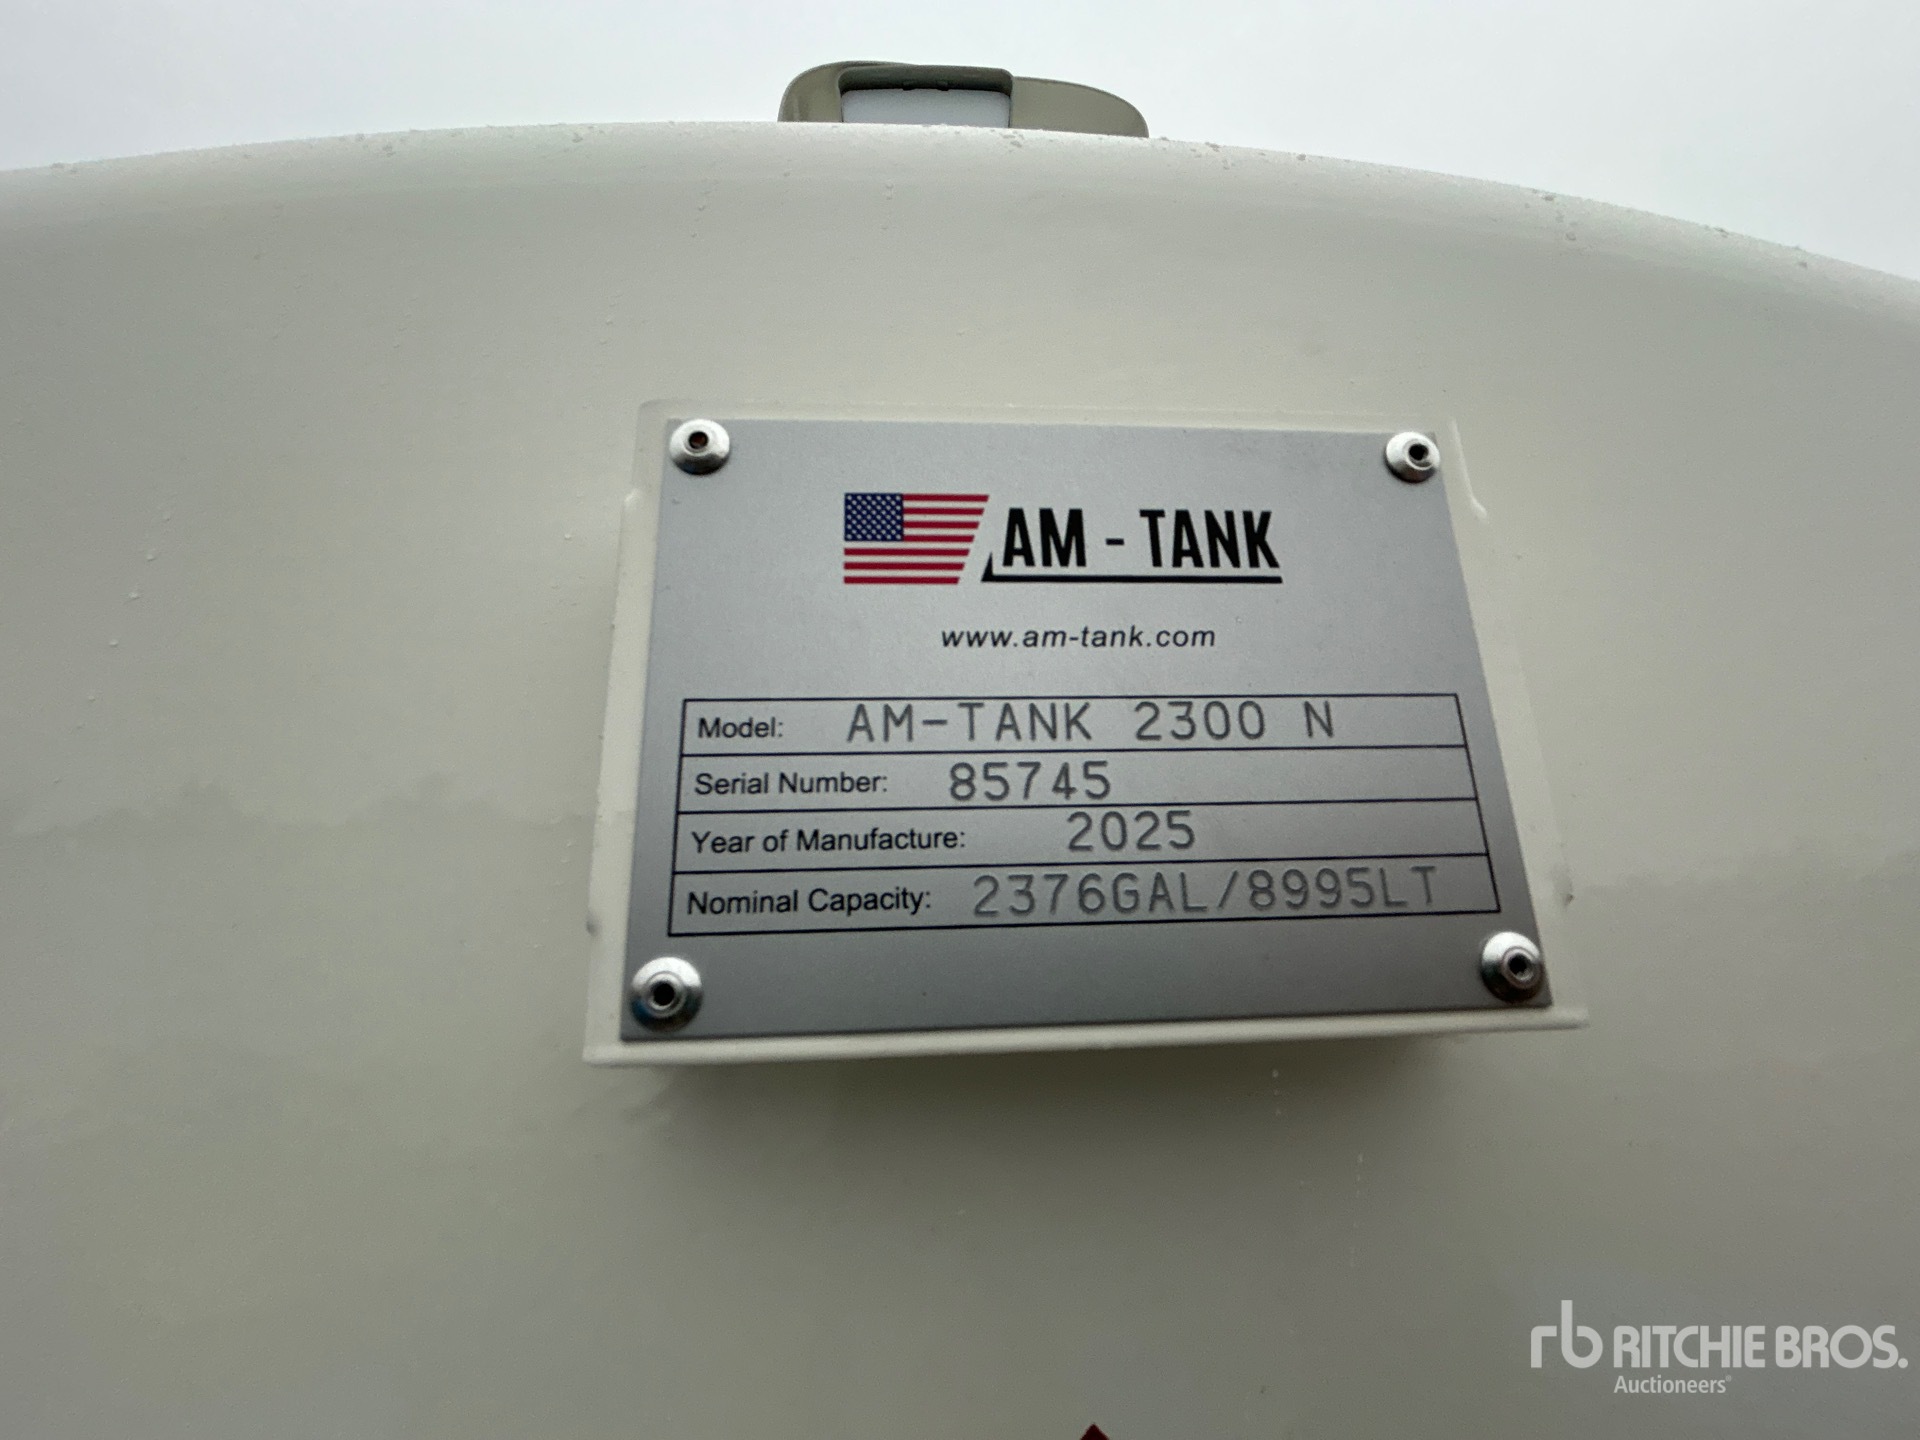 AM - TANK
www.am-tank.com
Model: AM-TANK 2300 N
Serial Number: 85745
Year of Manufacture: 2025
Nominal Capacity: 2376GAL/8995LT
rb RITCHIE BROS.
Auctioneers®